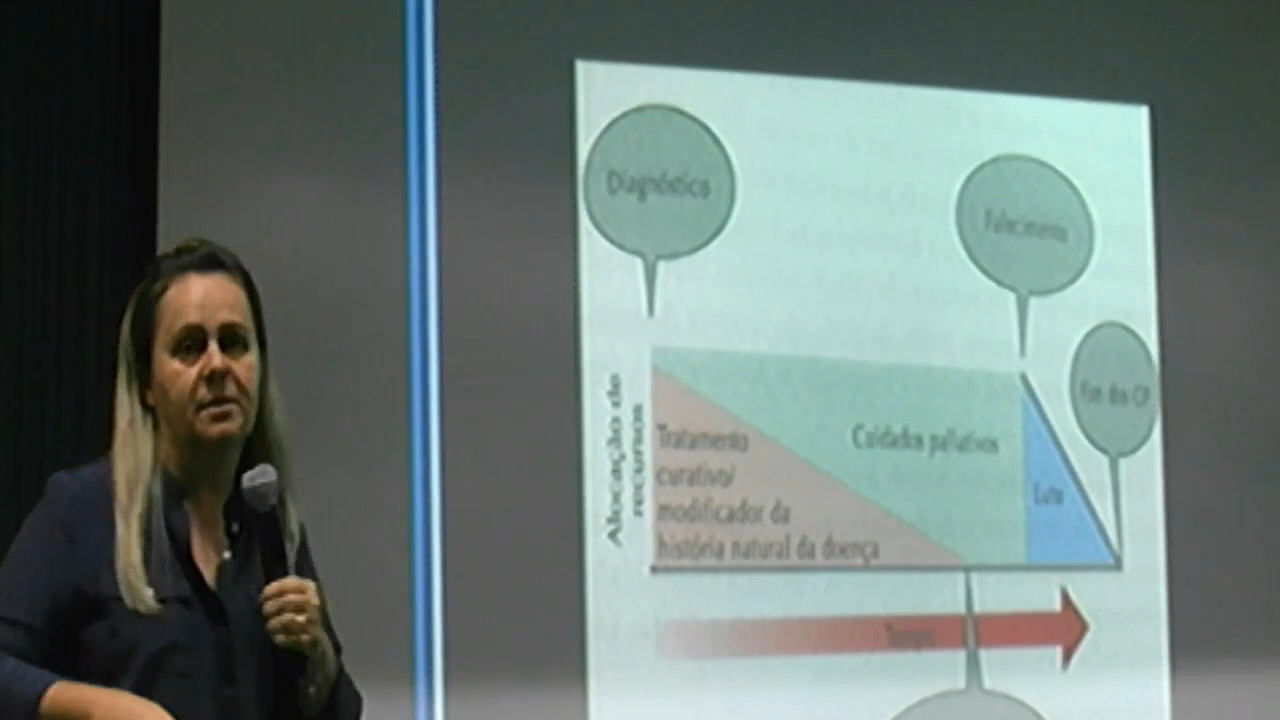 Diagnóstico
Falecimento
Fim dos CP
Alocação de
recursos
Tratamento
curativo/
modificador da
história natural da doença
Cuidados paliativos
Luto
Tempo